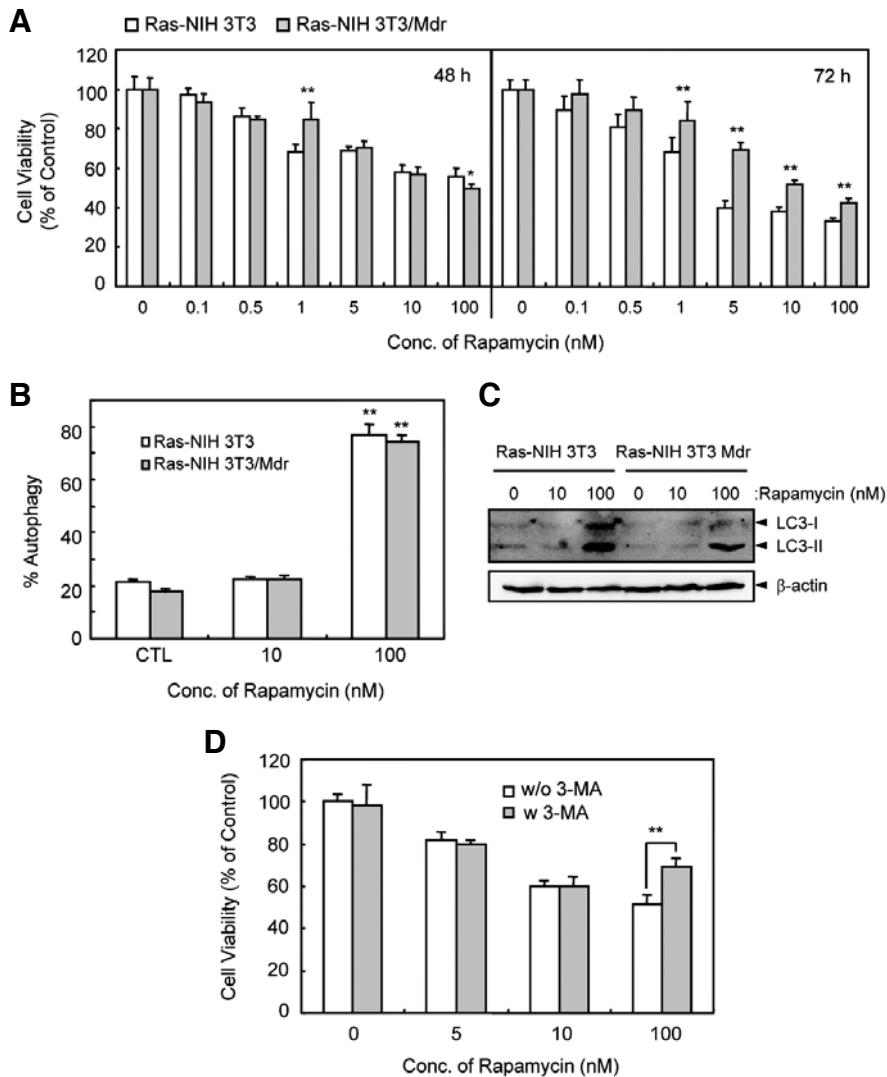 A
Ras-NIH 3T3 Ras-NIH 3T3/Mdr
120
100
80
60
40
20
0
Cell Viability
(% of Control)
48 h
72 h
**
*
**
**
**
**
0 0.1 0.5 1 5 10 100 0 0.1 0.5 1 5 10 100
Conc. of Rapamycin (nM)
B
80
60
40
20
0
% Autophagy
Ras-NIH 3T3
Ras-NIH 3T3/Mdr
** **
CTL 10 100
Conc. of Rapamycin (nM)
C
Ras-NIH 3T3 Ras-NIH 3T3 Mdr
0 10 100 0 10 100 :Rapamycin (nM)
LC3-I
LC3-II
β-actin
D
120
100
80
60
40
20
0
Cell Viability (% of Control)
w/o 3-MA
w 3-MA
**
0 5 10 100
Conc. of Rapamycin (nM)